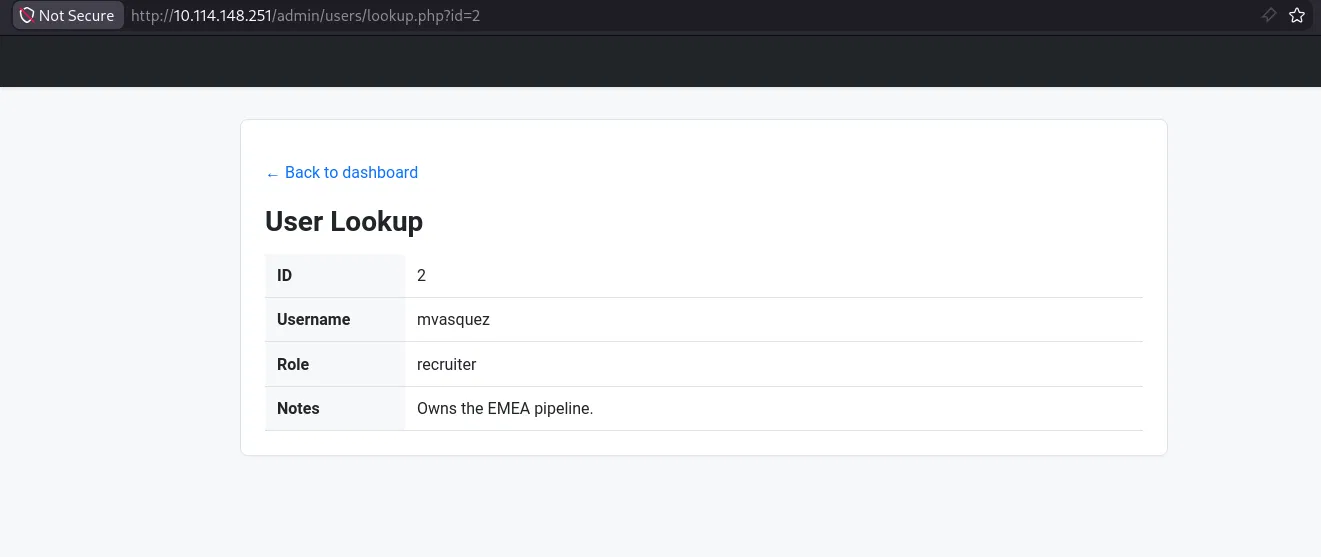 Not Secure http://10.114.148.251/admin/users/lookup.php?id=2
← Back to dashboard
User Lookup
ID 2
Username mvasquez
Role recruiter
Notes Owns the EMEA pipeline.